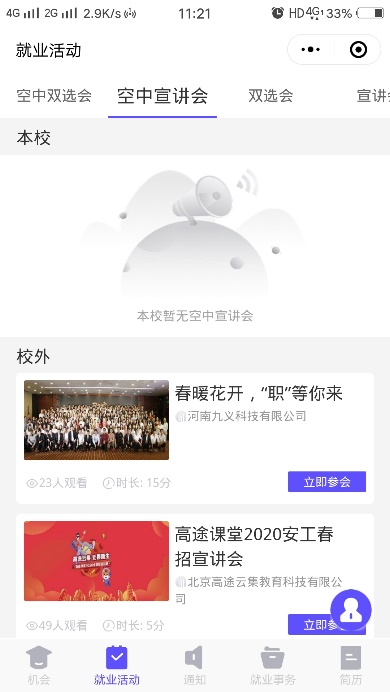 4G 2G 2.9K/s 11:21 HD4G 33%
就业活动
空中双选会 空中宣讲会 双选会 宣讲
本校
本校暂无空中宣讲会
校外
春暖花开，“职”等你来
河南九义科技有限公司
23人观看 时长: 15分 立即参会
高途课堂2020安工春
招宣讲会
北京高途云集教育科技有限公
司
49人观看 时长: 5分 立即参会
机会 就业活动 通知 就业事务 简历